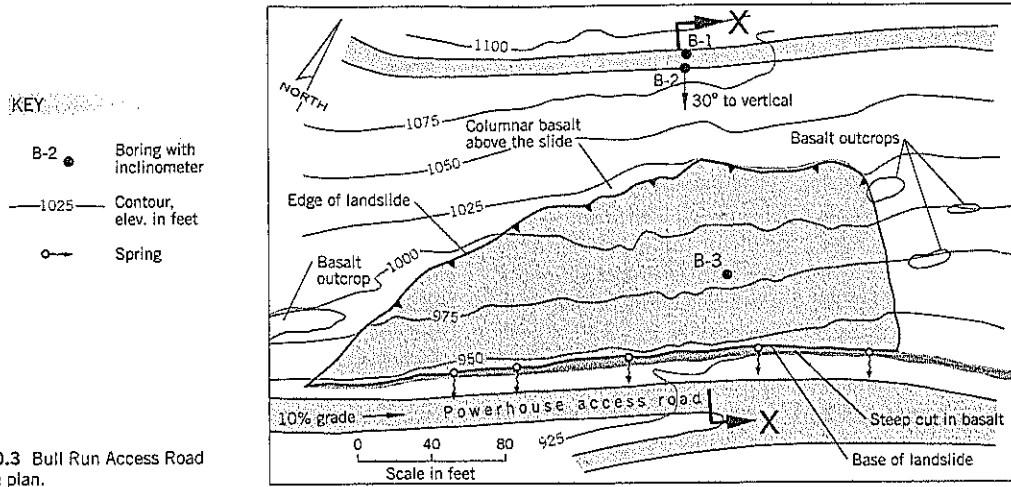 KEY
B-2 Boring with
inclinometer
1025 Contour,
elev. in feet
Spring
NORTH
1100
X
B-1
B-2
30° to vertical
1075
Columnar basalt
above the slide
Basalt outcrops
1050
1025
Edge of landslide
1000
Basalt
outcrop
B-3
975
950
10% grade
Powerhouse access road
X
925
Steep cut in basalt
Base of landslide
0 40 80
Scale in feet
0.3 Bull Run Access Road
plan.